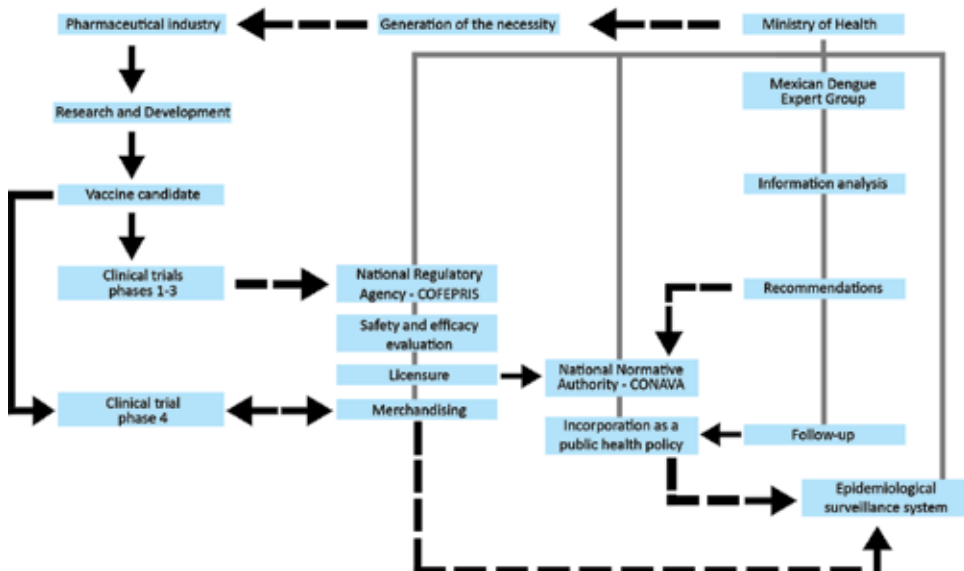 Pharmaceutical industry
Generation of the necessity
Ministry of Health
Mexican Dengue
Expert Group
Research and Development
Information analysis
Vaccine candidate
Clinical trials
phases 1-3
National Regulatory
Agency - COFEPRIS
Recommendations
Safety and efficacy
evaluation
Licensure
National Normative
Authority - CONAVA
Clinical trial
phase 4
Merchandising
Incorporation as a
public health policy
Follow-up
Epidemiological
surveillance system